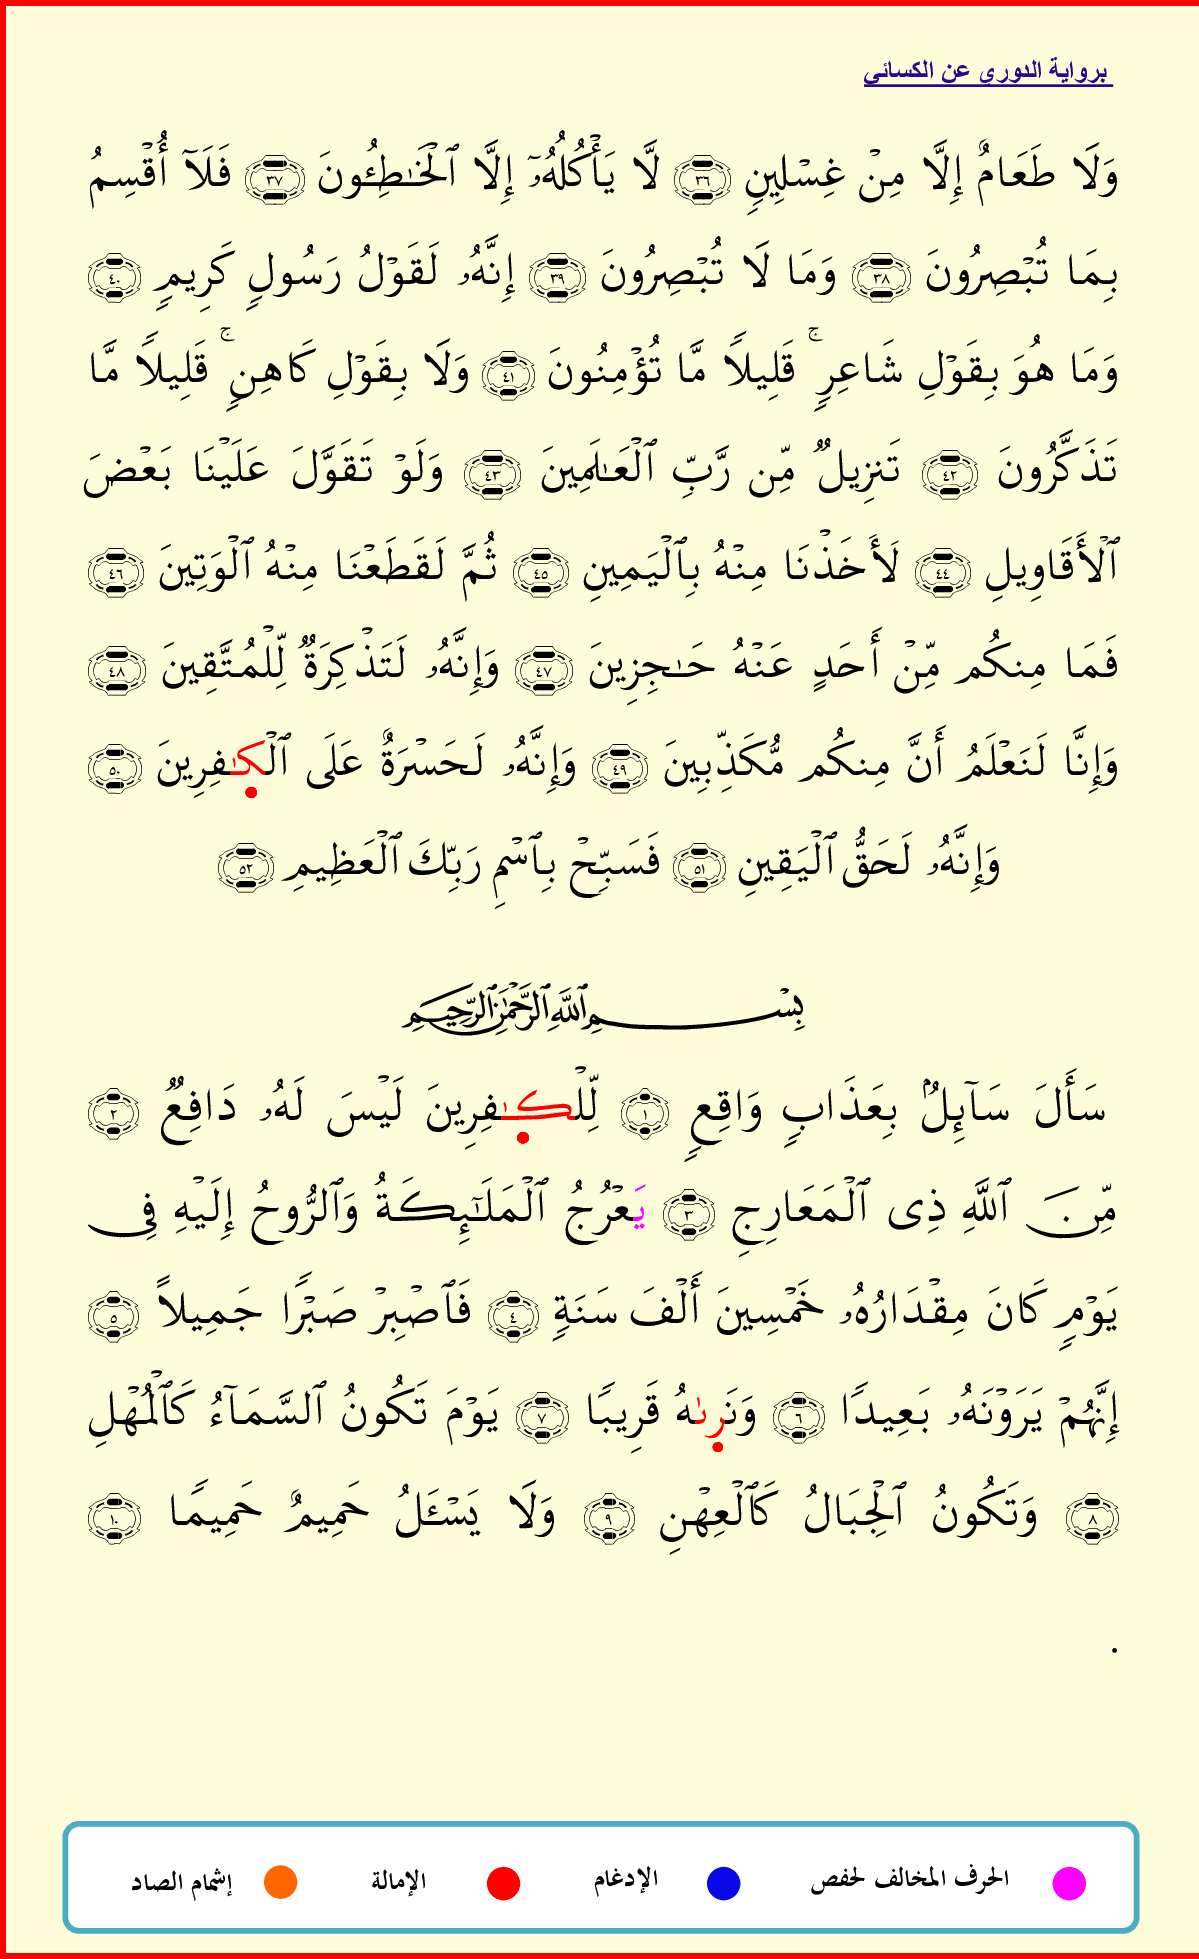 برواية الدوري عن الكسائي
وَلَا طَعَامٌ إِلَّا مِنْ غِسْلِينٍ ٣٦ لَّا يَأْكُلُهُۥٓ إِلَّا ٱلْخَـٰطِـُٔونَ ٣٧ فَلَآ أُقْسِمُ
بِمَا تُبْصِرُونَ ٣٨ وَمَا لَا تُبْصِرُونَ ٣٩ إِنَّهُۥ لَقَوْلُ رَسُولٍ كَرِيمٍ ٤٠
وَمَا هُوَ بِقَوْلِ شَاعِرٍ ۚ قَلِيلًا مَّا تُؤْمِنُونَ ٤١ وَلَا بِقَوْلِ كَاهِنٍ ۚ قَلِيلًا مَّا
تَذَكَّرُونَ ٤٢ تَنزِيلٌ مِّن رَّبِّ ٱلْعَـٰلَمِينَ ٤٣ وَلَوْ تَقَوَّلَ عَلَيْنَا بَعْضَ
ٱلْأَقَاوِيلِ ٤٤ لَأَخَذْنَا مِنْهُ بِٱلْيَمِينِ ٤٥ ثُمَّ لَقَطَعْنَا مِنْهُ ٱلْوَتِينَ ٤٦
فَمَا مِنكُم مِّنْ أَحَدٍ عَنْهُ حَـٰجِزِينَ ٤٧ وَإِنَّهُۥ لَتَذْكِرَةٌ لِّلْمُتَّقِينَ ٤٨
وَإِنَّا لَنَعْلَمُ أَنَّ مِنكُم مُّكَذِّبِينَ ٤٩ وَإِنَّهُۥ لَحَسْرَةٌ عَلَى ٱلْكَـٰفِرِينَ ٥٠
وَإِنَّهُۥ لَحَقُّ ٱلْيَقِينِ ٥١ فَسَبِّحْ بِٱسْمِ رَبِّكَ ٱلْعَظِيمِ ٥٢
بِسْمِ ٱللَّهِ ٱلرَّحْمَـٰنِ ٱلرَّحِيمِ
سَأَلَ سَآئِلٌۢ بِعَذَابٍ وَاقِعٍ ١ لِّلْكَـٰفِرِينَ لَيْسَ لَهُۥ دَافِعٌ ٢
مِّنَ ٱللَّهِ ذِى ٱلْمَعَارِجِ ٣ يَعْرُجُ ٱلْمَلَـٰٓئِكَةُ وَٱلرُّوحُ إِلَيْهِ فِى
يَوْمٍ كَانَ مِقْدَارُهُۥ خَمْسِينَ أَلْفَ سَنَةٍ ٤ فَٱصْبِرْ صَبْرًا جَمِيلًا ٥
إِنَّهُمْ يَرَوْنَهُۥ بَعِيدًا ٦ وَنَرِىٰهُ قَرِيبًا ٧ يَوْمَ تَكُونُ ٱلسَّمَآءُ كَٱلْمُهْلِ
٨ وَتَكُونُ ٱلْجِبَالُ كَٱلْعِهْنِ ٩ وَلَا يَسْـَٔلُ حَمِيمٌ حَمِيمًا ١٠
.
الحرف المخالف لحفص الإدغام الإمالة إشمام الصاد